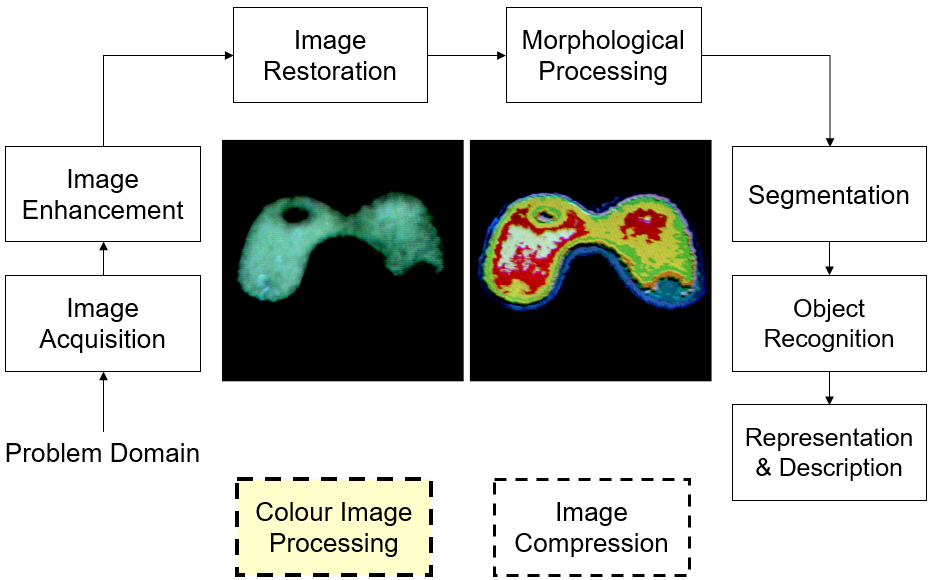 Image
Restoration
Morphological
Processing
Image
Enhancement
Segmentation
Image
Acquisition
Object
Recognition
Problem Domain
Representation
& Description
Colour Image
Processing
Image
Compression